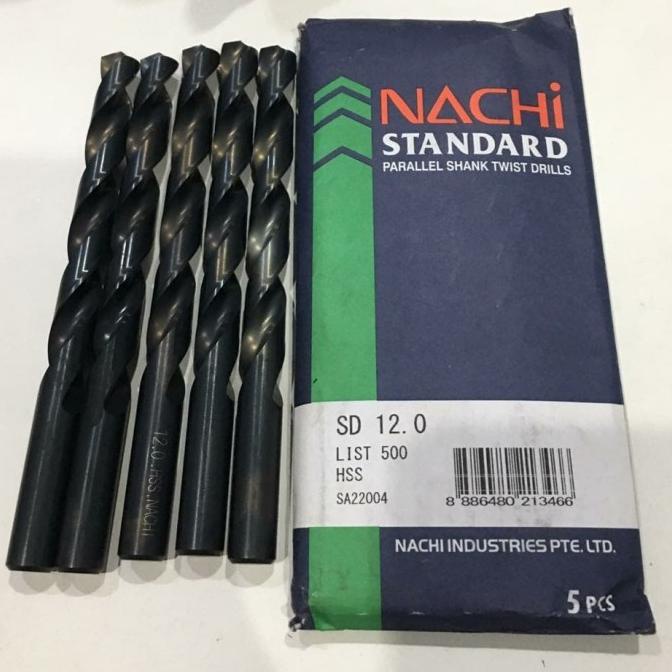 NACHi
STANDARD
PARALLEL SHANK TWIST DRILLS
SD 12.0
LIST 500
HSS
SA22004
8 886480 213466
NACHI INDUSTRIES PTE. LTD.
5 PCS
12.0.HSS.NACHI